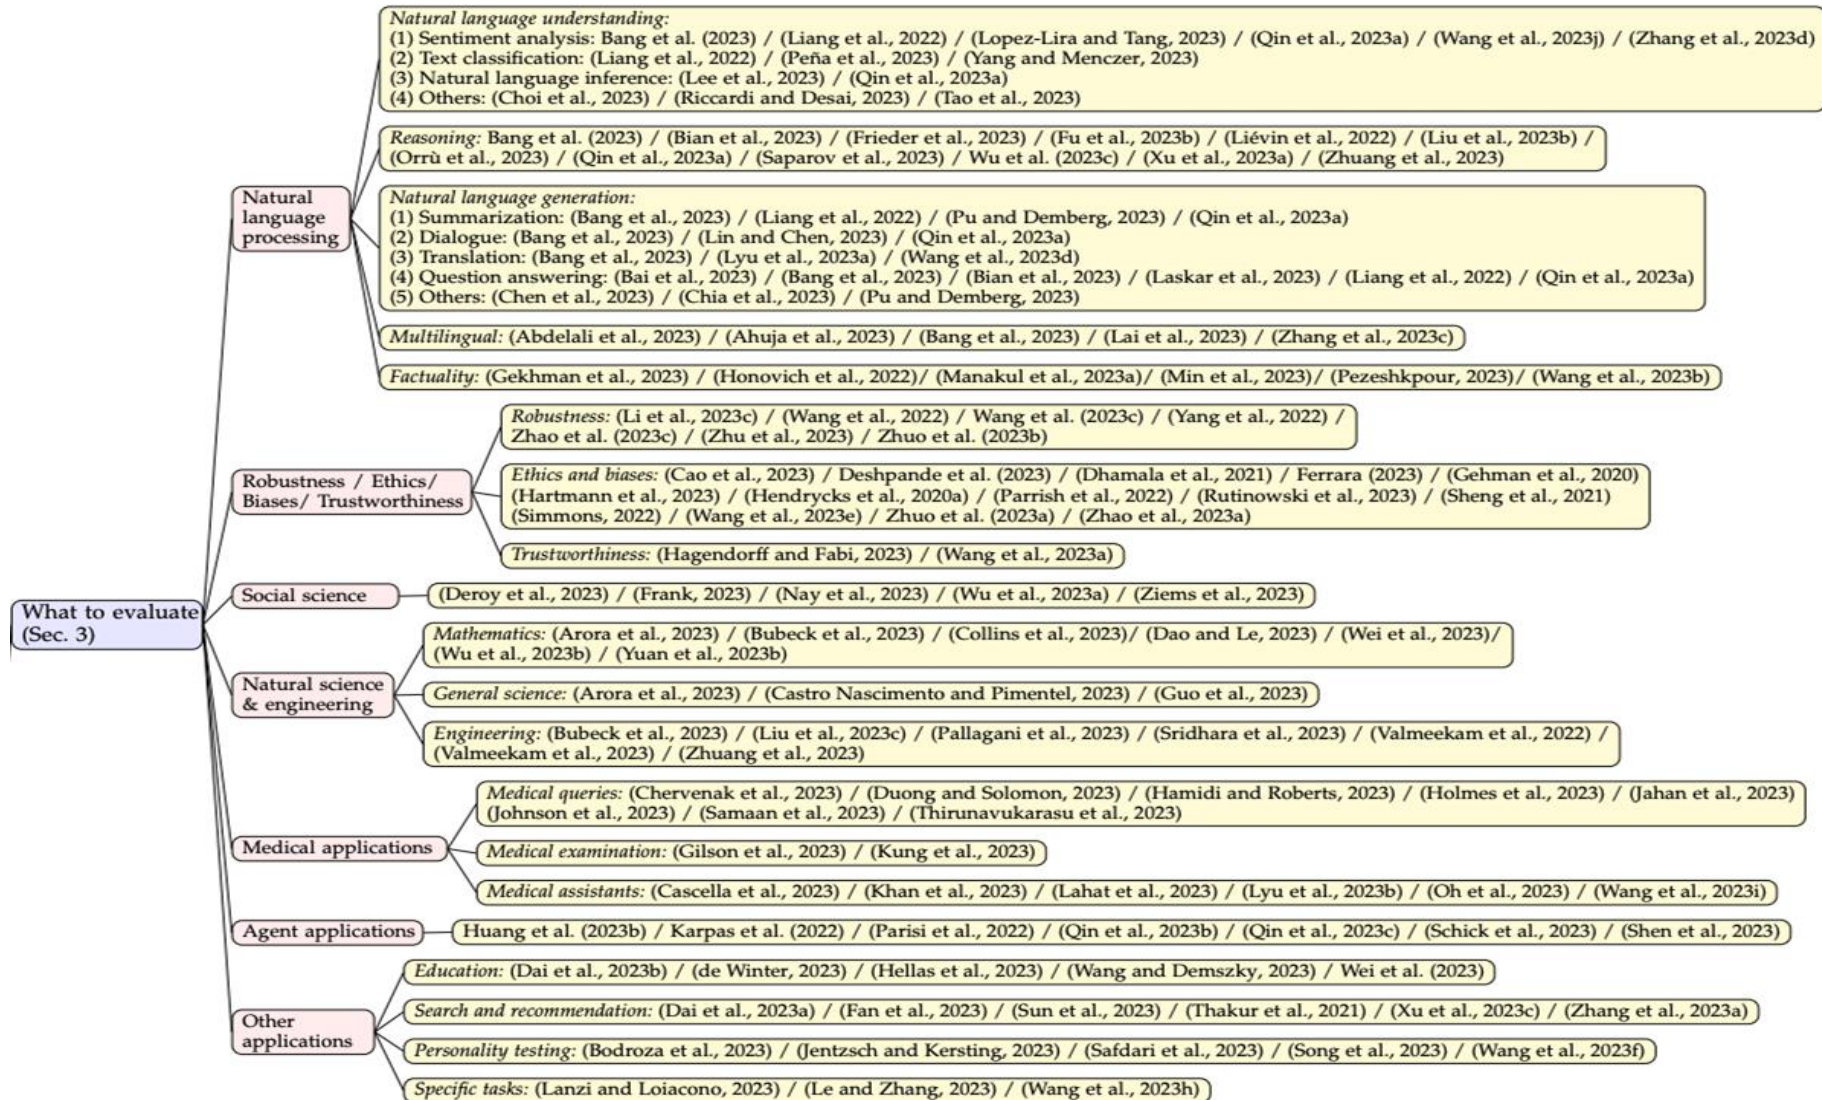 What to evaluate
(Sec. 3)
Natural
language
processing
Natural language understanding:
(1) Sentiment analysis: Bang et al. (2023) / (Liang et al., 2022) / (Lopez-Lira and Tang, 2023) / (Qin et al., 2023a) / (Wang et al., 2023j) / (Zhang et al., 2023d)
(2) Text classification: (Liang et al., 2022) / (Peña et al., 2023) / (Yang and Menczer, 2023)
(3) Natural language inference: (Lee et al., 2023) / (Qin et al., 2023a)
(4) Others: (Choi et al., 2023) / (Riccardi and Desai, 2023) / (Tao et al., 2023)
Reasoning: Bang et al. (2023) / (Bian et al., 2023) / (Frieder et al., 2023) / (Fu et al., 2023b) / (Liévin et al., 2022) / (Liu et al., 2023b) /
(Orrù et al., 2023) / (Qin et al., 2023a) / (Saparov et al., 2023) / Wu et al. (2023c) / (Xu et al., 2023a) / (Zhuang et al., 2023)
Natural language generation:
(1) Summarization: (Bang et al., 2023) / (Liang et al., 2022) / (Pu and Demberg, 2023) / (Qin et al., 2023a)
(2) Dialogue: (Bang et al., 2023) / (Lin and Chen, 2023) / (Qin et al., 2023a)
(3) Translation: (Bang et al., 2023) / (Lyu et al., 2023a) / (Wang et al., 2023d)
(4) Question answering: (Bai et al., 2023) / (Bang et al., 2023) / (Bian et al., 2023) / (Laskar et al., 2023) / (Liang et al., 2022) / (Qin et al., 2023a)
(5) Others: (Chen et al., 2023) / (Chia et al., 2023) / (Pu and Demberg, 2023)
Multilingual: (Abdelali et al., 2023) / (Ahuja et al., 2023) / (Bang et al., 2023) / (Lai et al., 2023) / (Zhang et al., 2023c)
Factuality: (Gekhman et al., 2023) / (Honovich et al., 2022)/ (Manakul et al., 2023a)/ (Min et al., 2023)/ (Pezeshkpour, 2023)/ (Wang et al., 2023b)
Robustness / Ethics/
Biases/ Trustworthiness
Robustness: (Li et al., 2023c) / (Wang et al., 2022) / Wang et al. (2023c) / (Yang et al., 2022) /
Zhao et al. (2023c) / (Zhu et al., 2023) / Zhuo et al. (2023b)
Ethics and biases: (Cao et al., 2023) / Deshpande et al. (2023) / (Dhamala et al., 2021) / Ferrara (2023) / (Gehman et al., 2020)
(Hartmann et al., 2023) / (Hendrycks et al., 2020a) / (Parrish et al., 2022) / (Rutinowski et al., 2023) / (Sheng et al., 2021)
(Simmons, 2022) / (Wang et al., 2023e) / Zhuo et al. (2023a) / (Zhao et al., 2023a)
Trustworthiness: (Hagendorff and Fabi, 2023) / (Wang et al., 2023a)
Social science
(Deroy et al., 2023) / (Frank, 2023) / (Nay et al., 2023) / (Wu et al., 2023a) / (Ziems et al., 2023)
Natural science
& engineering
Mathematics: (Arora et al., 2023) / (Bubeck et al., 2023) / (Collins et al., 2023)/ (Dao and Le, 2023) / (Wei et al., 2023)/
(Wu et al., 2023b) / (Yuan et al., 2023b)
General science: (Arora et al., 2023) / (Castro Nascimento and Pimentel, 2023) / (Guo et al., 2023)
Engineering: (Bubeck et al., 2023) / (Liu et al., 2023c) / (Pallagani et al., 2023) / (Sridhara et al., 2023) / (Valmeekam et al., 2022) /
(Valmeekam et al., 2023) / (Zhuang et al., 2023)
Medical applications
Medical queries: (Chervenak et al., 2023) / (Duong and Solomon, 2023) / (Hamidi and Roberts, 2023) / (Holmes et al., 2023) / (Jahan et al., 2023)
(Johnson et al., 2023) / (Samaan et al., 2023) / (Thirunavukarasu et al., 2023)
Medical examination: (Gilson et al., 2023) / (Kung et al., 2023)
Medical assistants: (Cascella et al., 2023) / (Khan et al., 2023) / (Lahat et al., 2023) / (Lyu et al., 2023b) / (Oh et al., 2023) / (Wang et al., 2023i)
Agent applications
Huang et al. (2023b) / Karpas et al. (2022) / (Parisi et al., 2022) / (Qin et al., 2023b) / (Qin et al., 2023c) / (Schick et al., 2023) / (Shen et al., 2023)
Other
applications
Education: (Dai et al., 2023b) / (de Winter, 2023) / (Hellas et al., 2023) / (Wang and Demszky, 2023) / Wei et al. (2023)
Search and recommendation: (Dai et al., 2023a) / (Fan et al., 2023) / (Sun et al., 2023) / (Thakur et al., 2021) / (Xu et al., 2023c) / (Zhang et al., 2023a)
Personality testing: (Bodroza et al., 2023) / (Jentzsch and Kersting, 2023) / (Safdari et al., 2023) / (Song et al., 2023) / (Wang et al., 2023f)
Specific tasks: (Lanzi and Loiacono, 2023) / (Le and Zhang, 2023) / (Wang et al., 2023h)